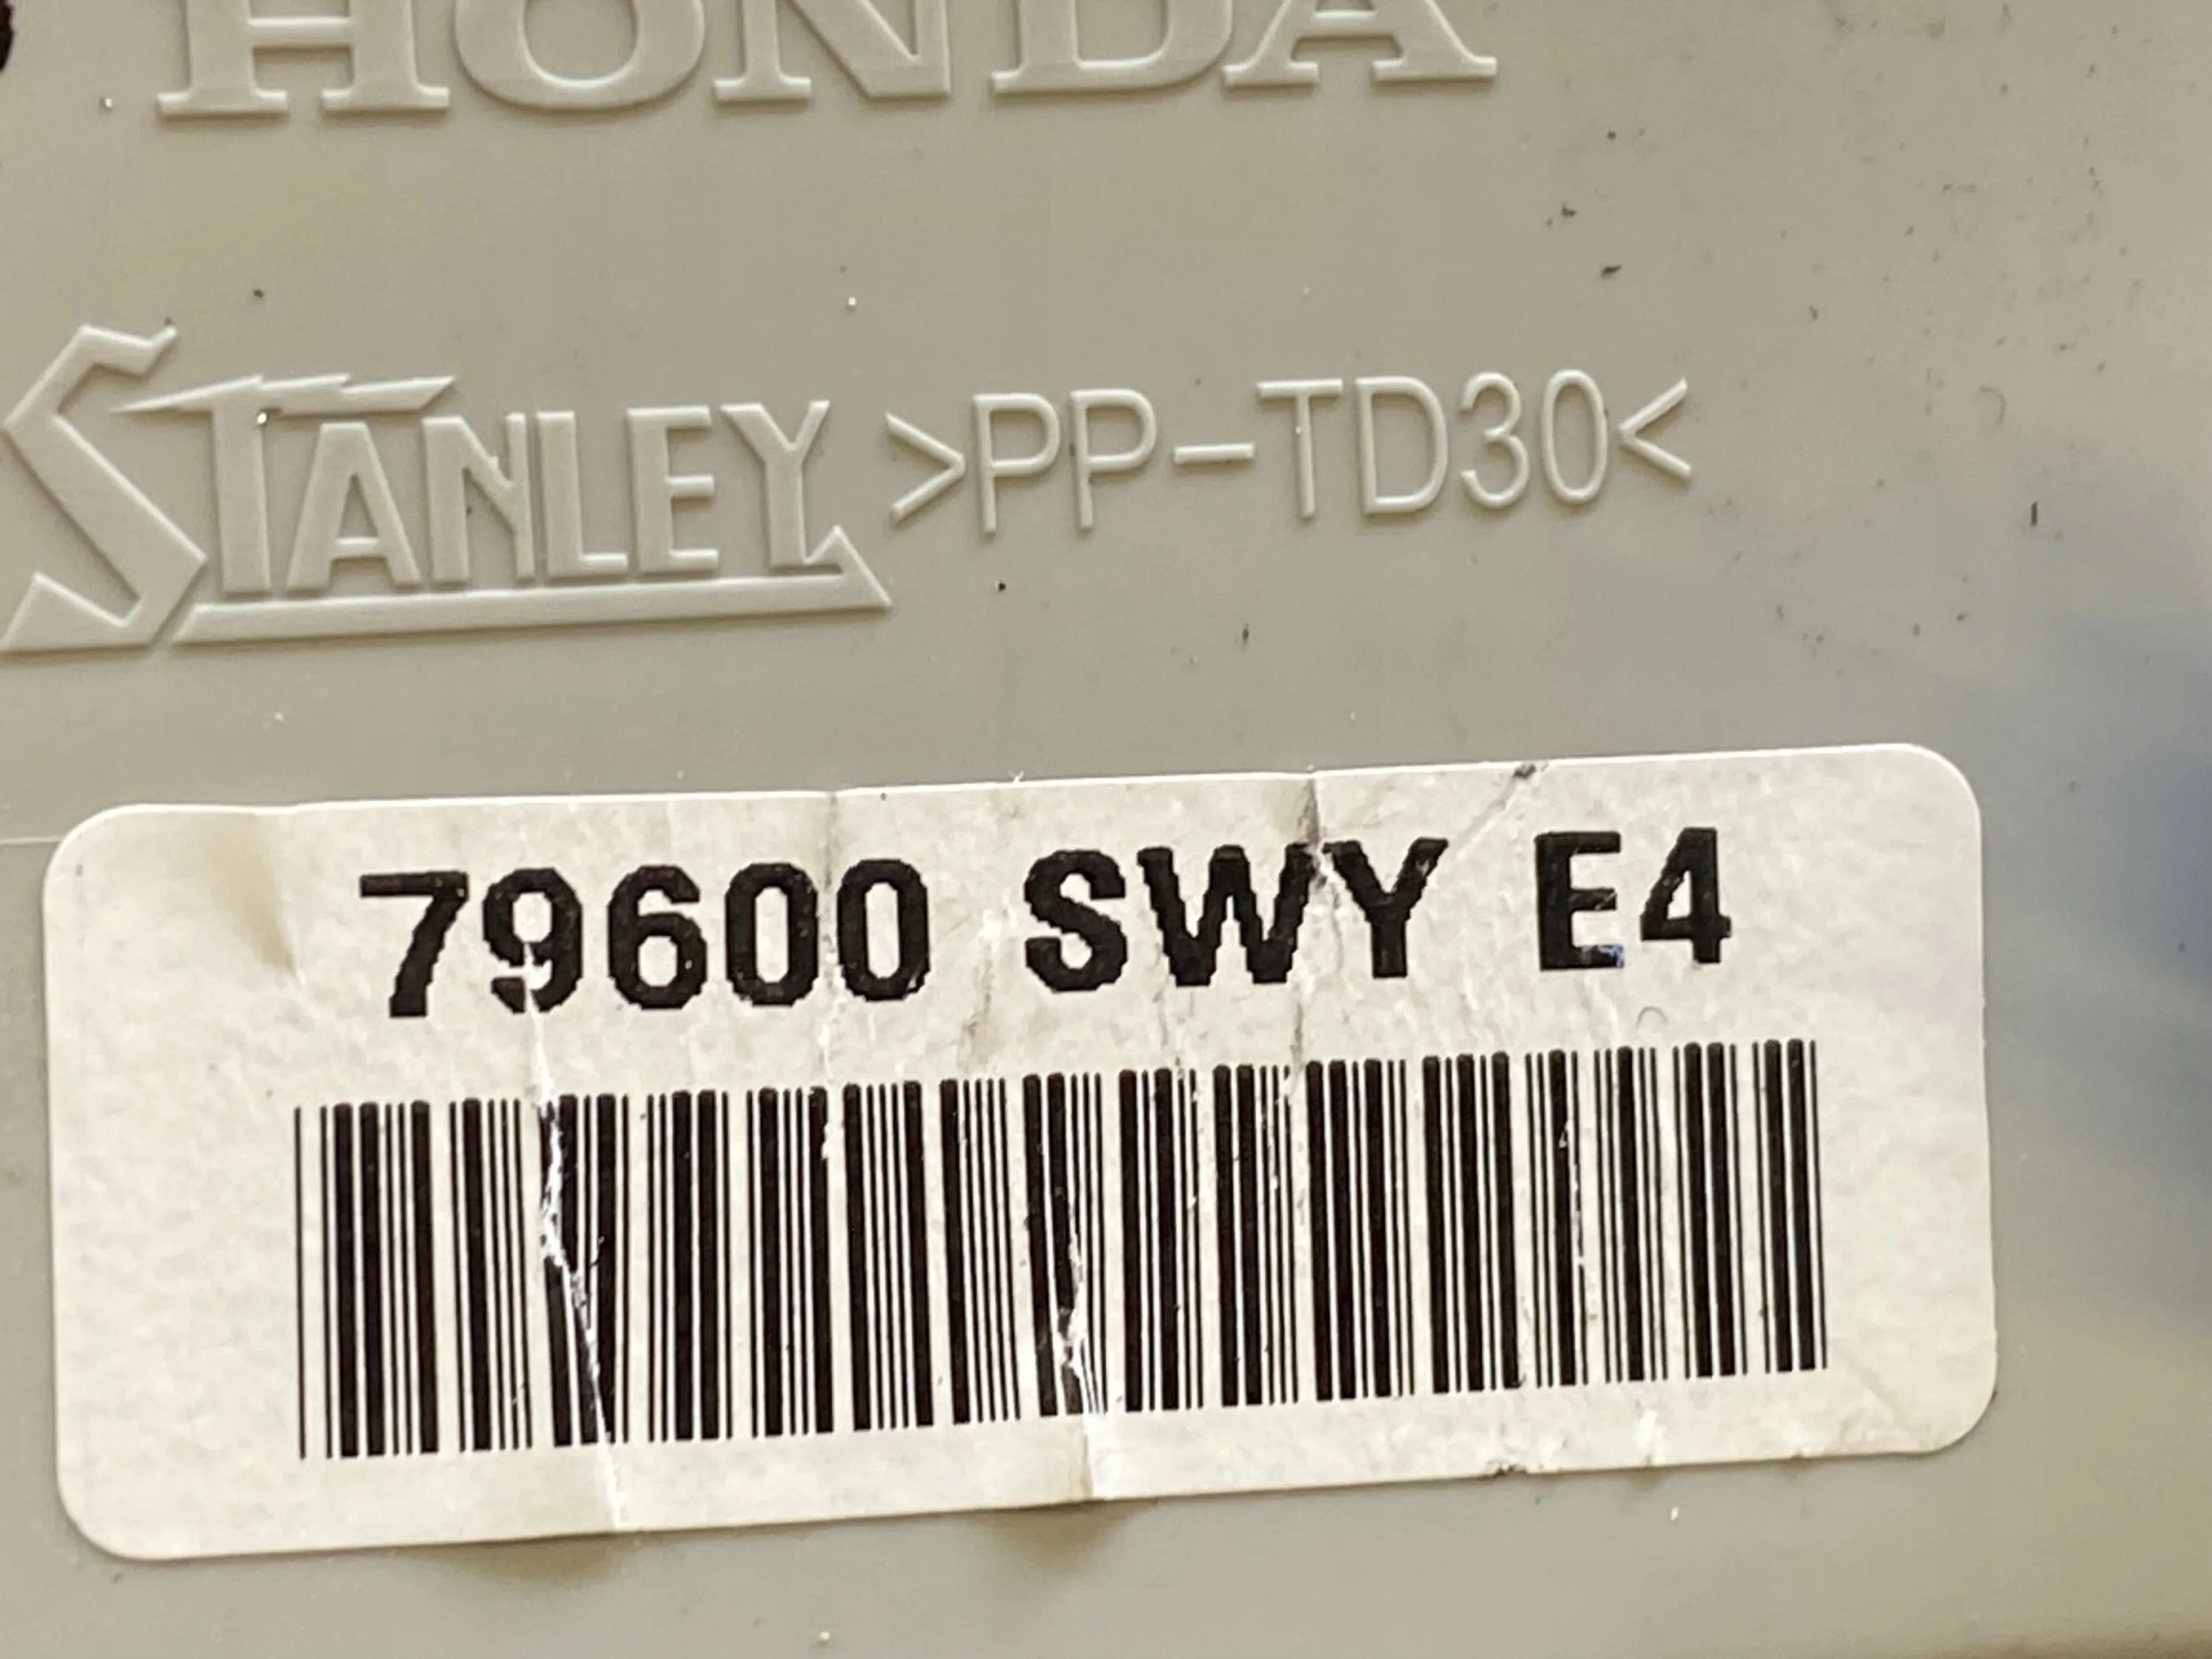 HONDA
STANLEY >PP-TD30<
79600 SWY E4